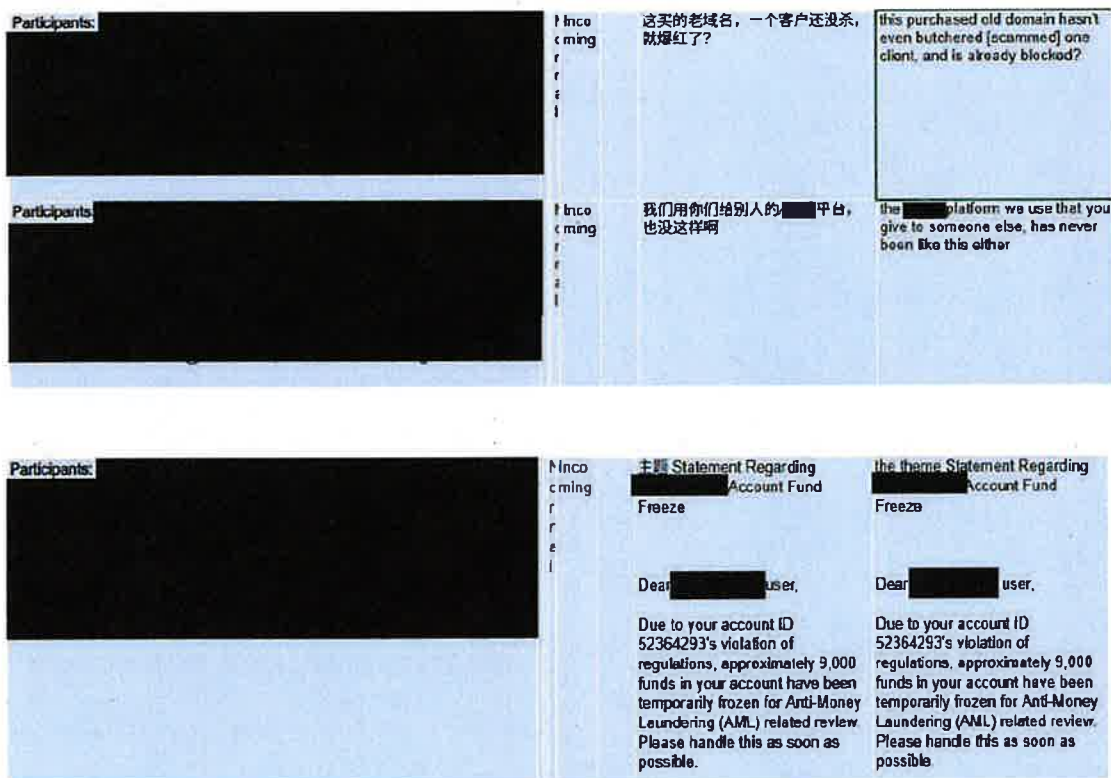 Participants:
Inco
ming
这买的老域名，一个客户还没杀，
就爆红了？
this purchased old domain hasn't
even butchered [scammed] one
client, and is already blocked?
Participants:
Inco
ming
我们用你们给别人的 平台，
也没这样啊
the platform we use that you
give to someone else, has never
been like this either
Participants:
Inco
ming
主题 Statement Regarding
Account Fund
Freeze
Dear user,
Due to your account ID
52364293's violation of
regulations, approximately 9,000
funds in your account have been
temporarily frozen for Anti-Money
Laundering (AML) related review.
Please handle this as soon as
possible.
the theme Statement Regarding
Account Fund
Freeze
Dear user,
Due to your account ID
52364293's violation of
regulations, approximately 9,000
funds in your account have been
temporarily frozen for Anti-Money
Laundering (AML) related review.
Please handle this as soon as
possible.